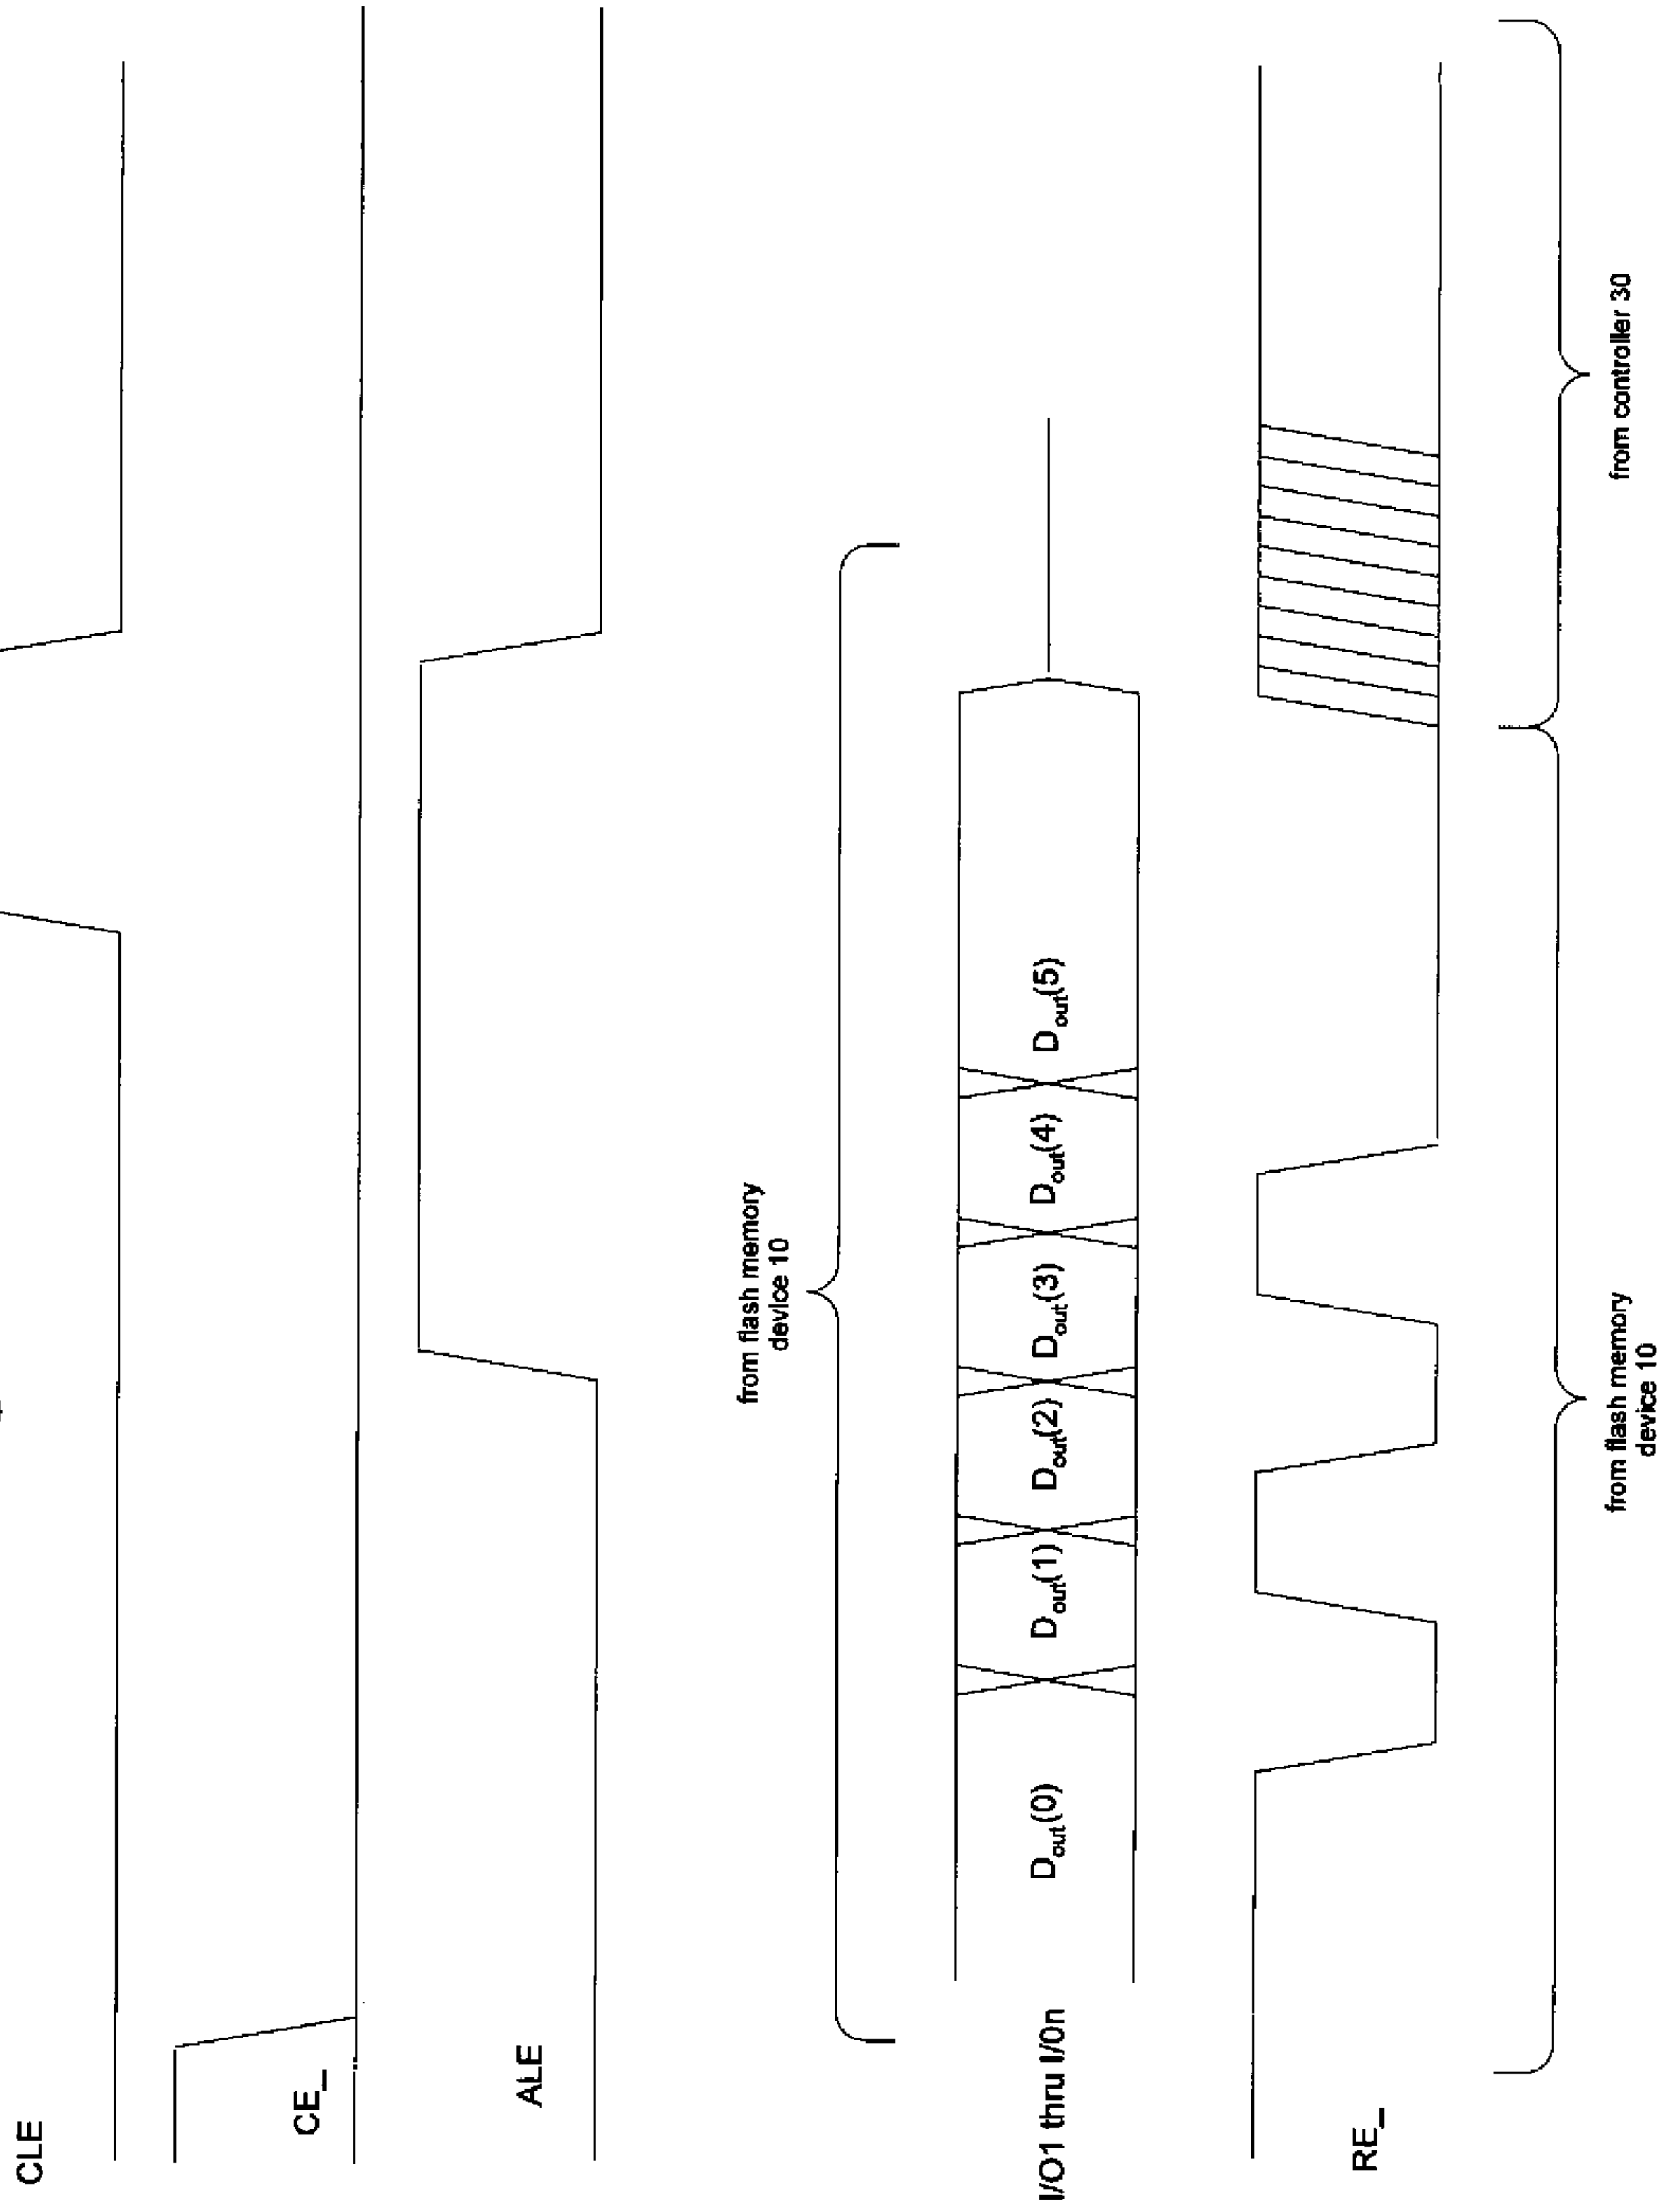 CLE
CE_
ALE
from flash memory
device 10
I/O1 thru I/0n
Dout(0)
Dout(1)
Dout(2)
Dout(3)
Dout(4)
Dout(5)
RE_
from flash memory
device 10
from controller 30